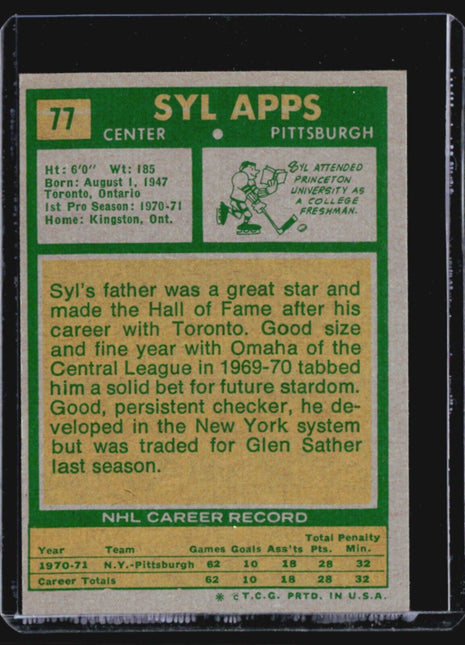 77
SYL APPS
CENTER • PITTSBURGH
Ht: 6'0" Wt: 185
Born: August 1, 1947
Toronto, Ontario
1st Pro Season: 1970-71
Home: Kingston, Ont.
SYL ATTENDED
PRINCETON
UNIVERSITY AS
A COLLEGE
FRESHMAN.
Syl's father was a great star and
made the Hall of Fame after his
career with Toronto. Good size
and fine year with Omaha of the
Central League in 1969-70 tabbed
him a solid bet for future stardom.
Good, persistent checker, he de-
veloped in the New York system
but was traded for Glen Sather
last season.
NHL CAREER RECORD
Total Penalty
Year Team Games Goals Ass'ts Pts. Min.
1970-71 N.Y.-Pittsburgh 62 10 18 28 32
Career Totals 62 10 18 28 32
* © T.C.G. PRTD. IN U.S.A.